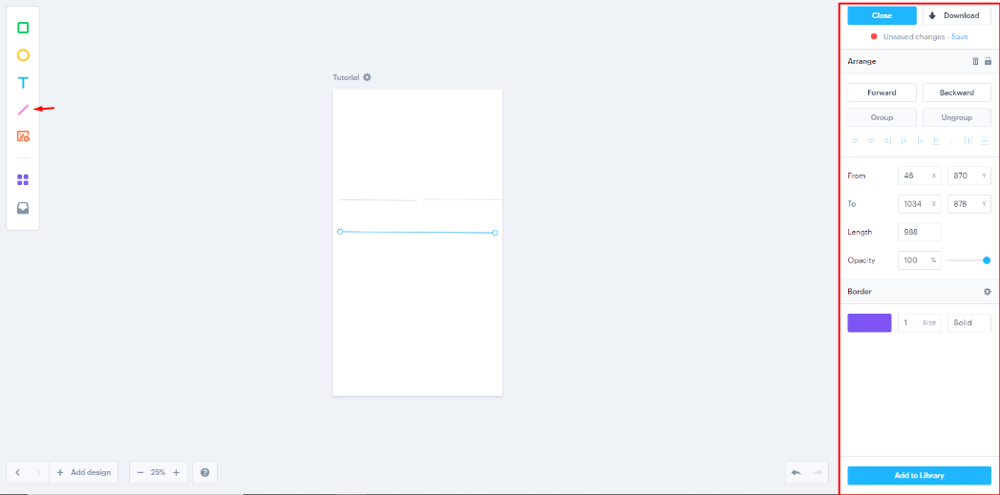 Close
Download
Unsaved changes - Save
Arrange
Forward
Backward
Group
Ungroup
From
46 X
870 Y
To
1034 X
878 Y
Length
988
Opacity
100 %
Border
1 Size
Solid
Add to Library
T
Tutorial
+ Add design
− 25% +
?